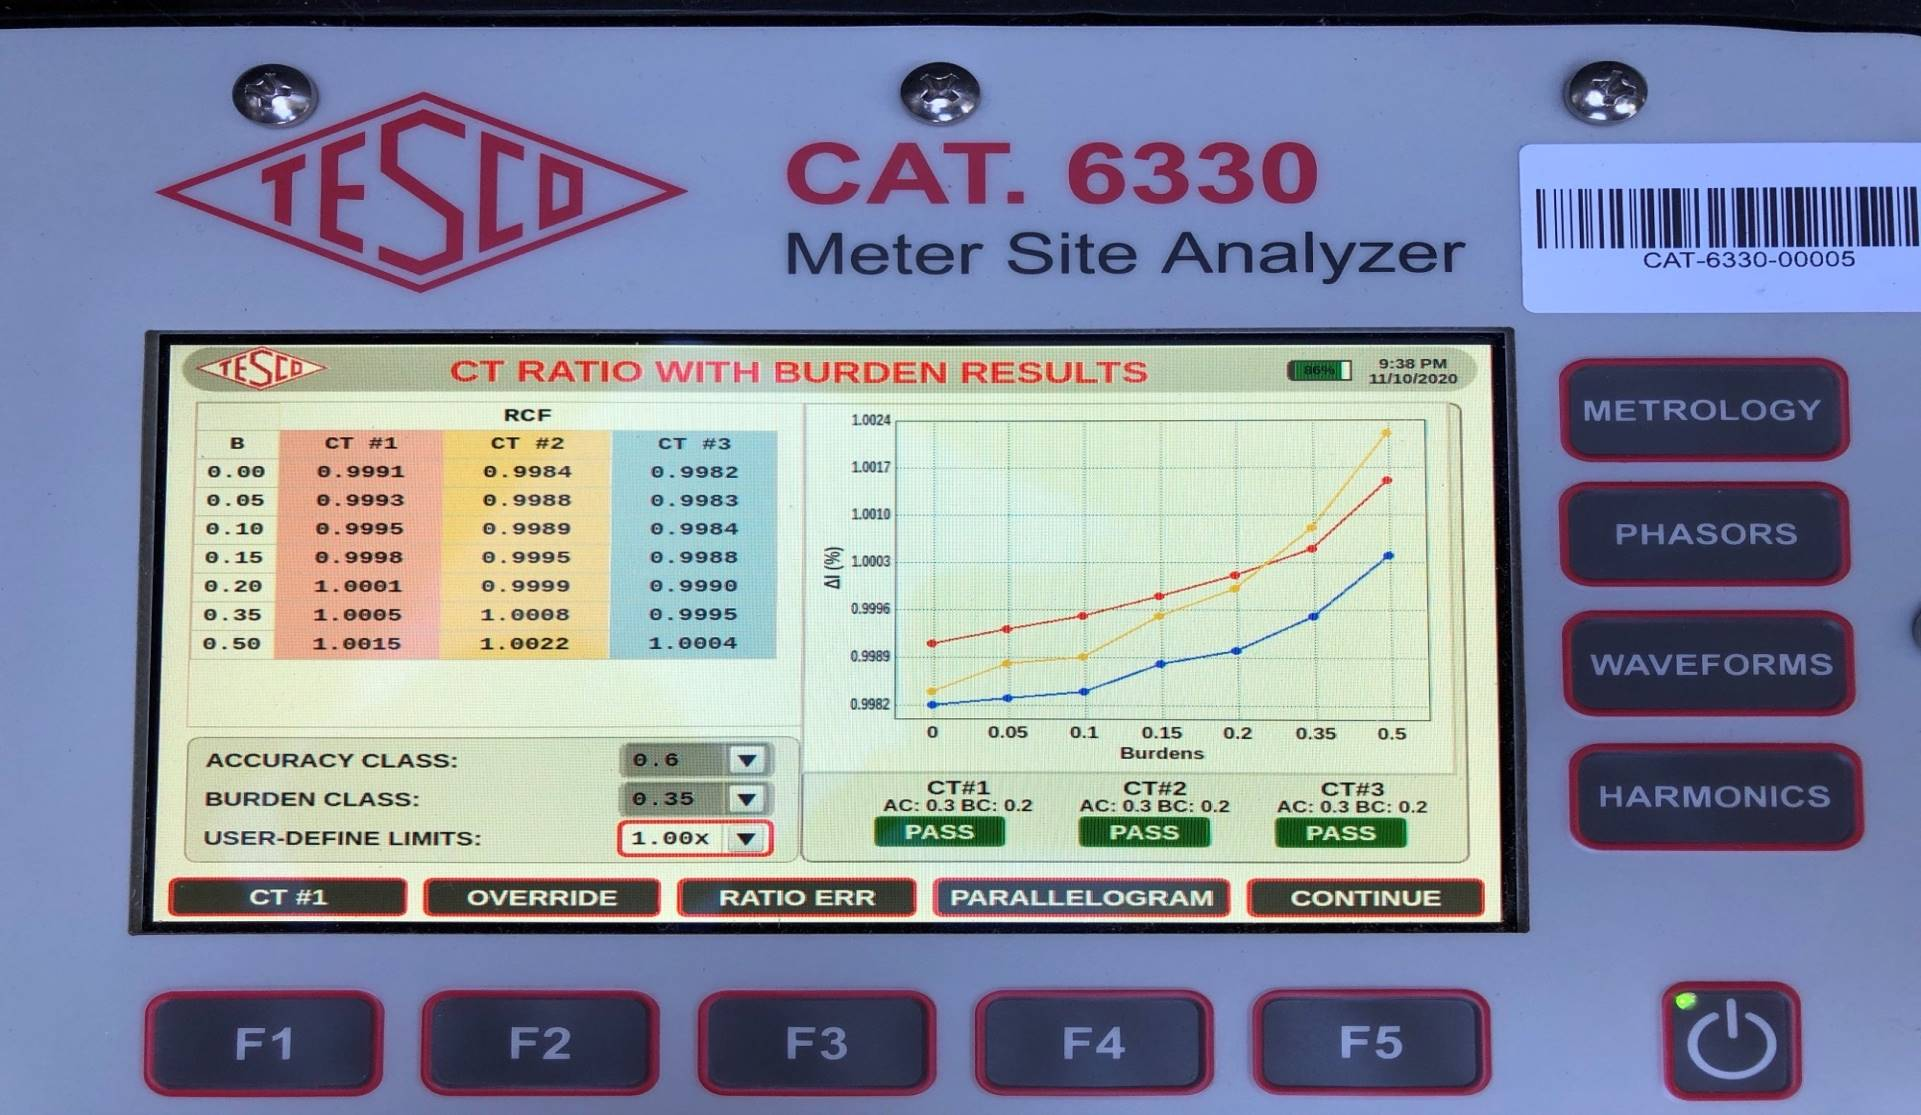 TESCO
CAT. 6330
Meter Site Analyzer
CAT-6330-00005
TESCO
CT RATIO WITH BURDEN RESULTS
86%
9:38 PM
11/10/2020
RCF
B CT #1 CT #2 CT #3
0.00 0.9991 0.9984 0.9982
0.05 0.9993 0.9988 0.9983
0.10 0.9995 0.9989 0.9984
0.15 0.9998 0.9995 0.9988
0.20 1.0001 0.9999 0.9990
0.35 1.0005 1.0008 0.9995
0.50 1.0015 1.0022 1.0004
1.0024
1.0017
1.0010
1.0003
0.9996
0.9989
0.9982
ΔI (%)
0 0.05 0.1 0.15 0.2 0.35 0.5
Burdens
ACCURACY CLASS: 0.6
BURDEN CLASS: 0.35
USER-DEFINE LIMITS: 1.00x
CT#1 CT#2 CT#3
AC: 0.3 BC: 0.2 AC: 0.3 BC: 0.2 AC: 0.3 BC: 0.2
PASS PASS PASS
CT #1 OVERRIDE RATIO ERR PARALLELOGRAM CONTINUE
METROLOGY
PHASORS
WAVEFORMS
HARMONICS
F1 F2 F3 F4 F5